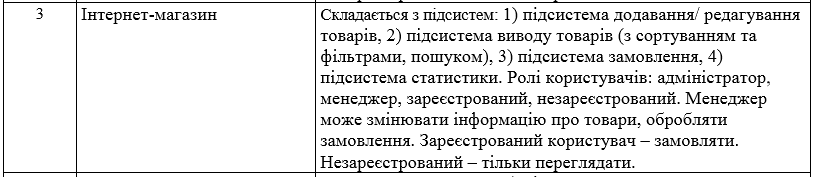 3 Інтернет-магазин Складається з підсистем: 1) підсистема додавання/ редагування
товарів, 2) підсистема виводу товарів (з сортуванням та
фільтрами, пошуком), 3) підсистема замовлення, 4)
підсистема статистики. Ролі користувачів: адміністратор,
менеджер, зареєстрований, незареєстрований. Менеджер
може змінювати інформацію про товари, обробляти
замовлення. Зареєстрований користувач – замовляти.
Незареєстрований – тільки переглядати.